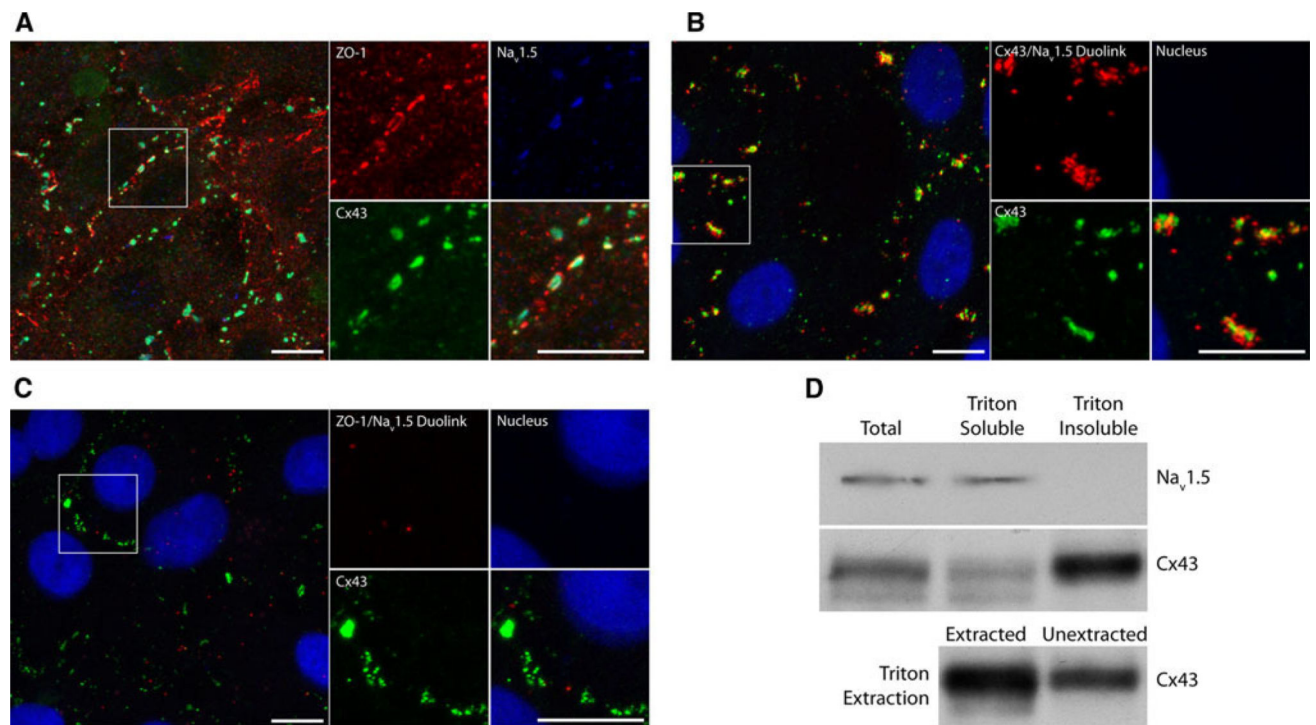 A
ZO-1
Nav1.5
Cx43
B
Cx43/Nav1.5 Duolink
Nucleus
Cx43
C
ZO-1/Nav1.5 Duolink
Nucleus
Cx43
D
Total
Triton Soluble
Triton Insoluble
Nav1.5
Cx43
Extracted
Unextracted
Triton Extraction
Cx43